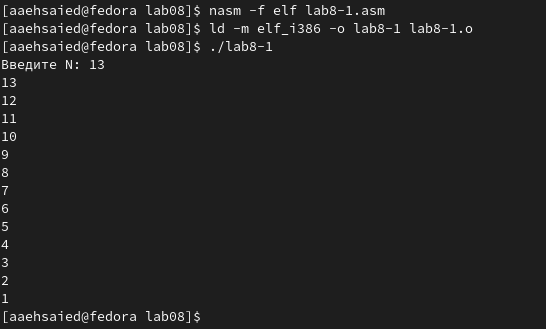 [aaehsaied@fedora lab08]$ nasm -f elf lab8-1.asm
[aaehsaied@fedora lab08]$ ld -m elf_i386 -o lab8-1 lab8-1.o
[aaehsaied@fedora lab08]$ ./lab8-1
Введите N: 13
13
12
11
10
9
8
7
6
5
4
3
2
1
[aaehsaied@fedora lab08]$